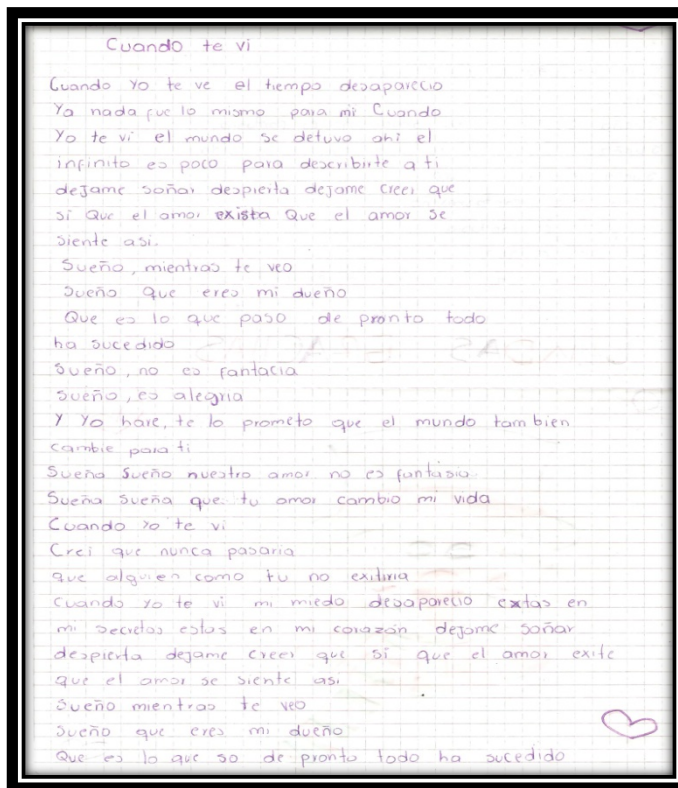 Cuando te vi
Cuando Yo te ve el tiempo desaparecio
Ya nada fue lo mismo para mi Cuando
Yo te vi el mundo se detuvo ahi el
infinito es poco para describirte a ti
dejame soñar despierta dejame creer que
si Que el amor exista Que el amor se
siente asi.
Sueño, mientras te veo
Sueño que eres mi dueño
Que es lo que paso de pronto todo
ha sucedido
Sueño, no es fantacia
sueño, es alegria
Y Yo hare, te lo prometo que el mundo tambien
cambie para ti
Sueña Sueño nuestro amor no es fantasia
Sueña sueña que tu amor cambio mi vida
Cuando Yo te vi
Crei que nunca pasaria
que alguien como tu no exitiria
cuando Yo te vi mi miedo desaparecio extas en
mi secretos estas en mi corazón dejame soñar
despierta dejame creer que si que el amor exite
que el amor se siente asi
Sueño mientras te veo
Sueño que eres mi dueño
Que es lo que so de pronto todo ha sucedido